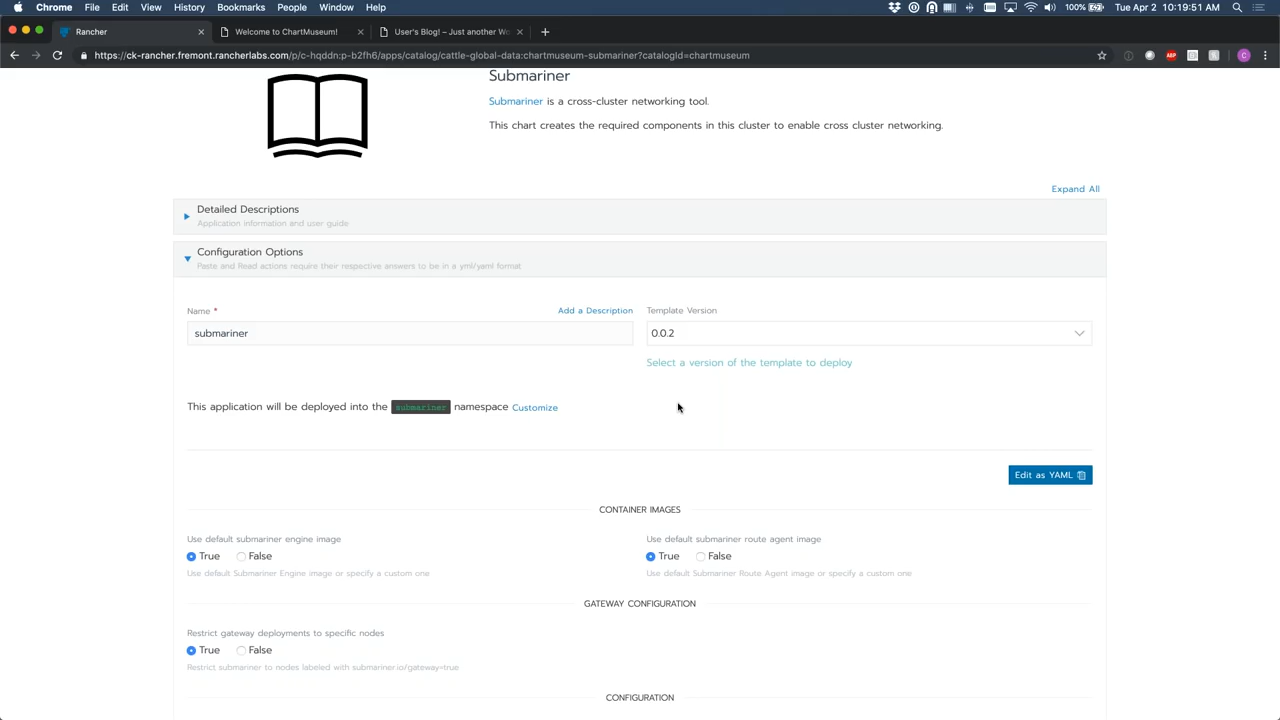 Chrome File Edit View History Bookmarks People Window Help 100% Tue Apr 2 10:19:51 AM
Rancher Welcome to ChartMuseum! User's Blog! – Just another Wo
https://ck-rancher.fremont.rancherlabs.com/p/c-hqddn:p-b2fh6/apps/catalog/cattle-global-data:chartmuseum-submariner?catalogId=chartmuseum
Submariner
Submariner is a cross-cluster networking tool.
This chart creates the required components in this cluster to enable cross cluster networking.
Expand All
Detailed Descriptions
Application information and user guide
Configuration Options
Paste and Read actions require their respective answers to be in a yml/yaml format
Name * Add a Description Template Version
submariner 0.0.2
Select a version of the template to deploy
This application will be deployed into the submariner namespace Customize
Edit as YAML
CONTAINER IMAGES
Use default submariner engine image Use default submariner route agent image
True False True False
Use default Submariner Engine image or specify a custom one Use default Submariner Route Agent image or specify a custom one
GATEWAY CONFIGURATION
Restrict gateway deployments to specific nodes
True False
Restrict submariner to nodes labeled with submariner.io/gateway=true
CONFIGURATION